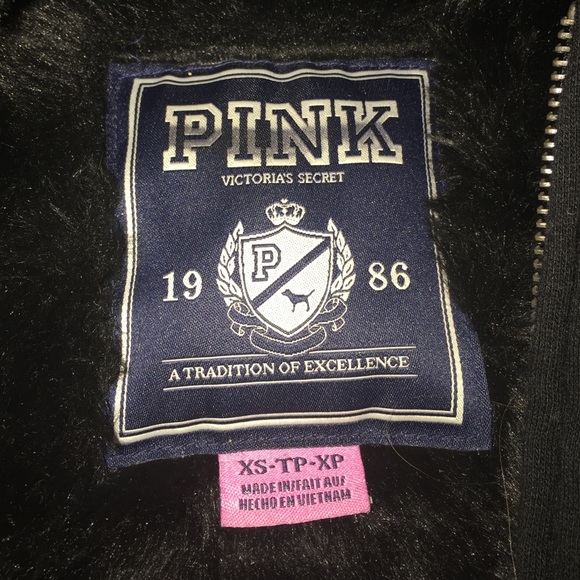 PINK
VICTORIA'S SECRET
P
19 86
A TRADITION OF EXCELLENCE
XS-TP-XP
MADE IN/FAIT AU/
HECHO EN VIETNAM